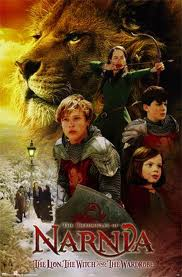 THE CHRONICLES OF
NARNIA
THE LION, THE WITCH AND THE WARDROBE